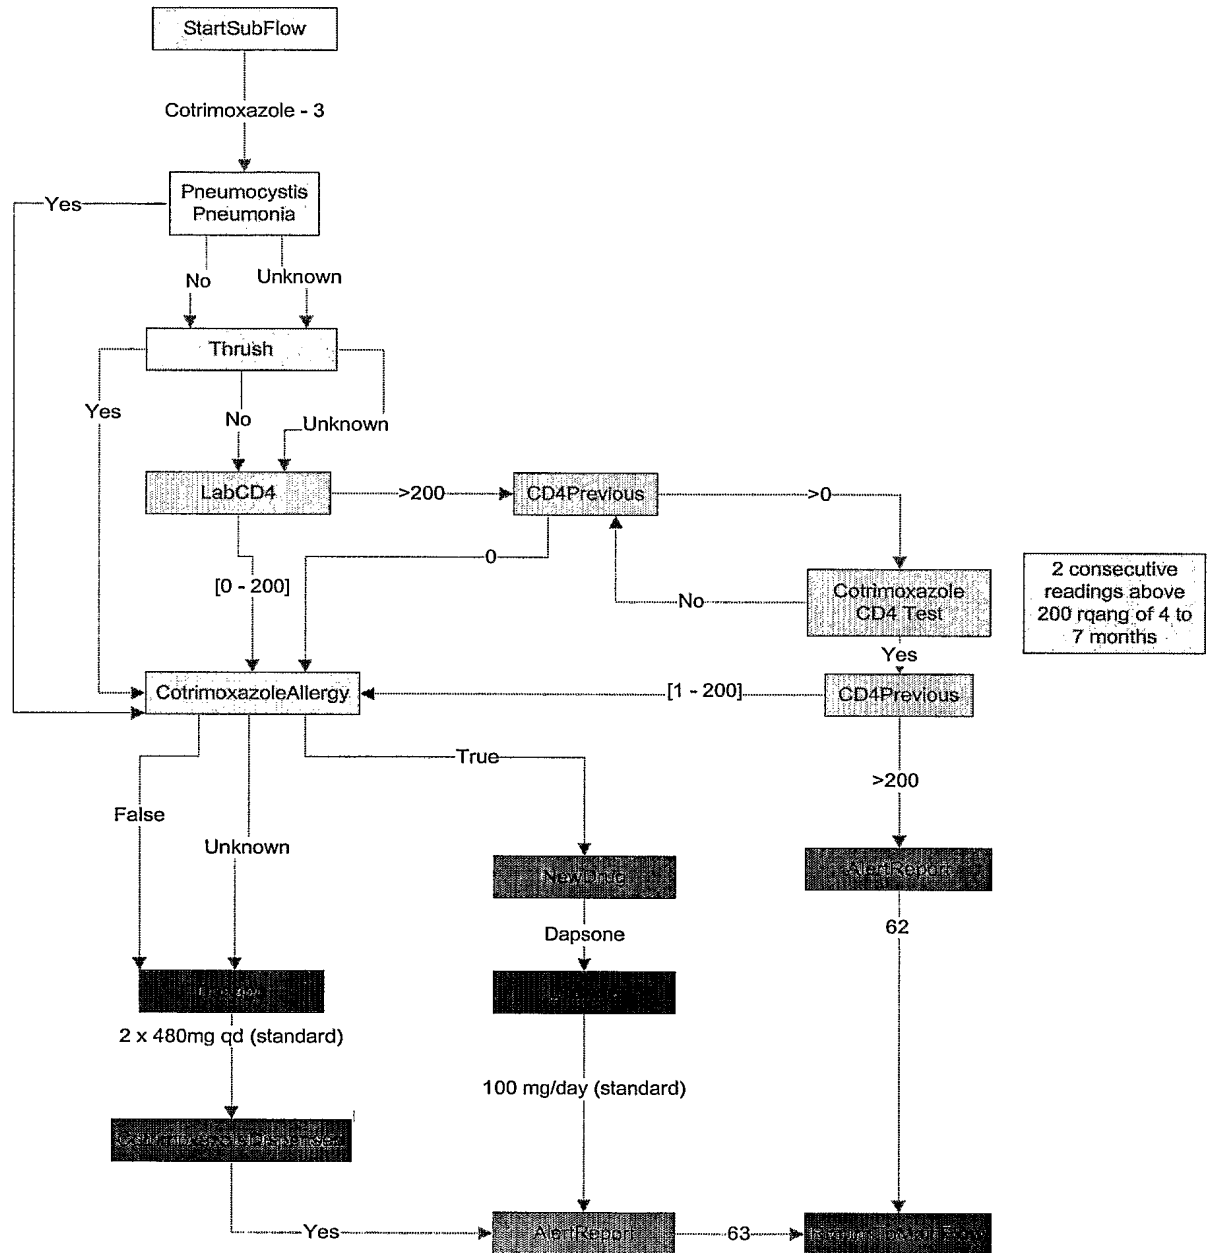 StartSubFlow
Cotrimoxazole - 3
Pneumocystis
Pneumonia
Yes
No
Unknown
Thrush
Yes
No
Unknown
LabCD4
>200
CD4Previous
>0
0
[0 - 200]
No
Cotrimoxazole
CD4 Test
2 consecutive
readings above
200 rqang of 4 to
7 months
Yes
CotrimoxazoleAllergy
[1 - 200]
CD4Previous
True
>200
False
Unknown
NewDrug
AlertReport
Dapsone
62
2 x 480mg qd (standard)
100 mg/day (standard)
Yes
AlertReport
63